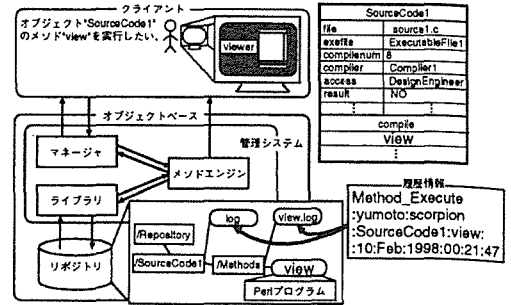 クライアント
オブジェクト"SourceCode1"
のメソド"view"を実行したい。
viewer
SourceCode1
file source1.c
exefile ExecutableFile1
compilenum 8
compiler Compiler1
access DesignEngineer
result NO
⋮ ⋮
compile
view
⋮
オブジェクトベース
管理システム
マネージャ
メソドエンジン
ライブラリ
リポジトリ
log
view.log
/Repository
/SourceCode1
/Methods
view
Perlプログラム
履歴情報
Method_Execute
:yumoto:scorpion
:SourceCode1:view:
:10:Feb:1998:00:21:47